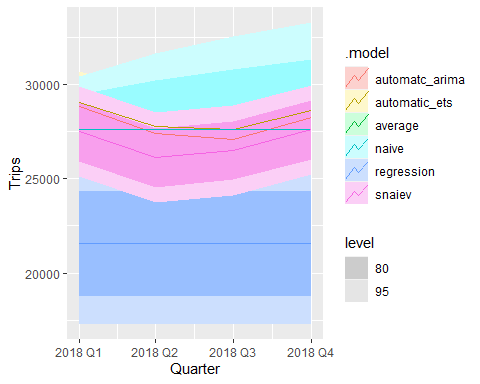 30000
25000
20000
Trips
2018 Q1
2018 Q2
2018 Q3
2018 Q4
Quarter
.model
automatc_arima
automatic_ets
average
naive
regression
snaiev
level
80
95